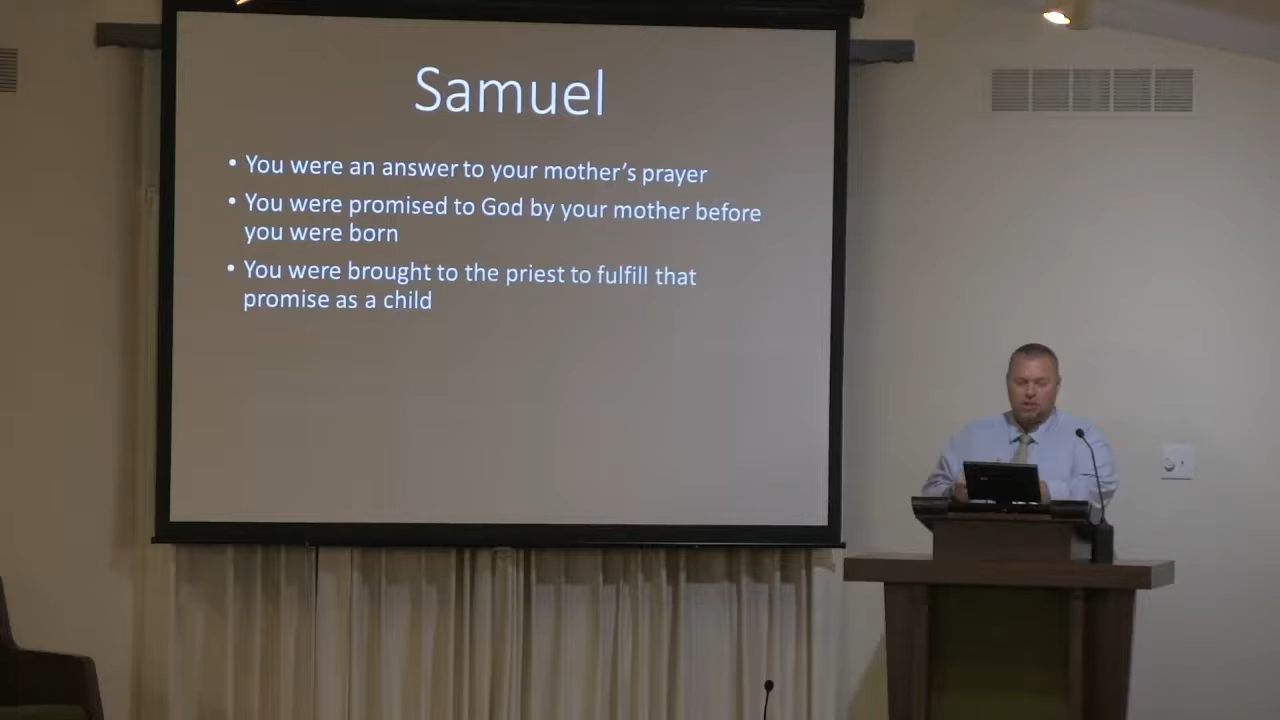 Samuel
• You were an answer to your mother's prayer
• You were promised to God by your mother before
you were born
• You were brought to the priest to fulfill that
promise as a child